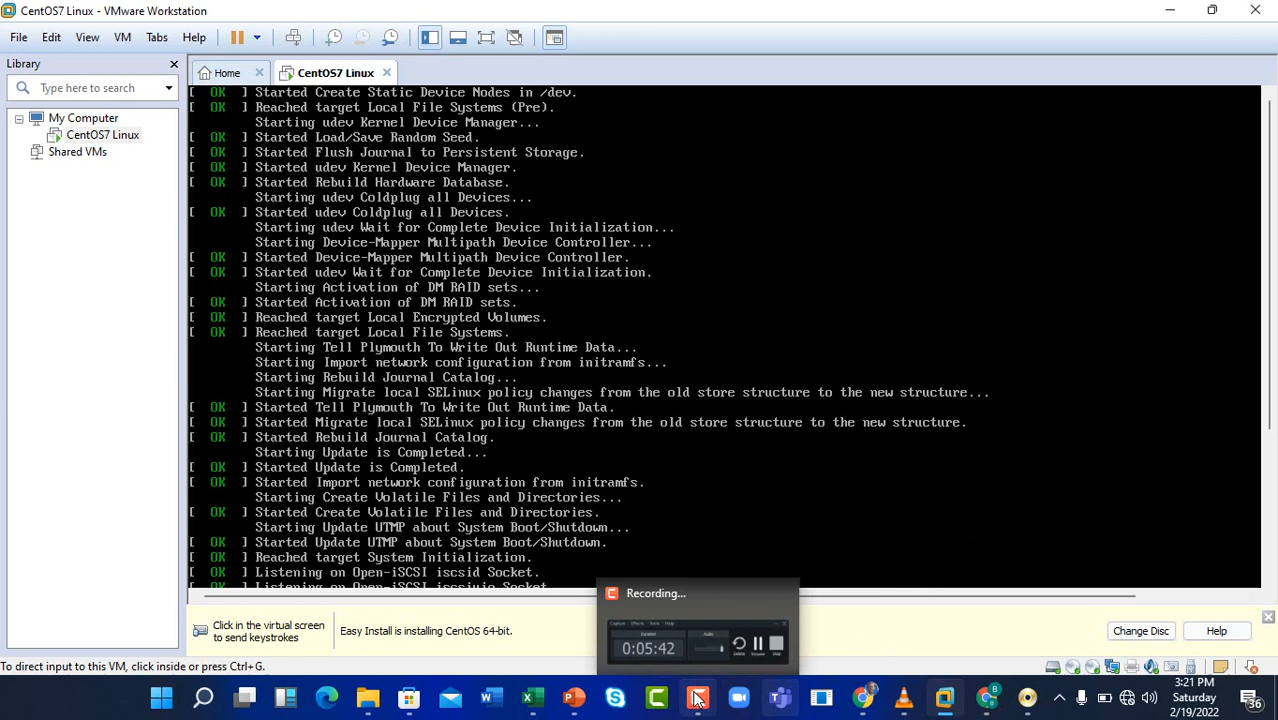 CentOS7 Linux - VMware Workstation
File Edit View VM Tabs Help
Library
Type here to search
My Computer
CentOS7 Linux
Shared VMs
Home
CentOS7 Linux
[ OK ] Started Create Static Device Nodes in /dev.
[ OK ] Reached target Local File Systems (Pre).
Starting udev Kernel Device Manager...
[ OK ] Started Load/Save Random Seed.
[ OK ] Started Flush Journal to Persistent Storage.
[ OK ] Started udev Kernel Device Manager.
[ OK ] Started Rebuild Hardware Database.
Starting udev Coldplug all Devices...
[ OK ] Started udev Coldplug all Devices.
Starting udev Wait for Complete Device Initialization...
Starting Device-Mapper Multipath Device Controller...
[ OK ] Started Device-Mapper Multipath Device Controller.
[ OK ] Started udev Wait for Complete Device Initialization.
Starting Activation of DM RAID sets...
[ OK ] Started Activation of DM RAID sets.
[ OK ] Reached target Local Encrypted Volumes.
[ OK ] Reached target Local File Systems.
Starting Tell Plymouth To Write Out Runtime Data...
Starting Import network configuration from initramfs...
Starting Rebuild Journal Catalog...
Starting Migrate local SELinux policy changes from the old store structure to the new structure...
[ OK ] Started Tell Plymouth To Write Out Runtime Data.
[ OK ] Started Migrate local SELinux policy changes from the old store structure to the new structure.
[ OK ] Started Rebuild Journal Catalog.
Starting Update is Completed...
[ OK ] Started Update is Completed.
[ OK ] Started Import network configuration from initramfs.
Starting Create Volatile Files and Directories...
[ OK ] Started Create Volatile Files and Directories.
Starting Update UTMP about System Boot/Shutdown...
[ OK ] Started Update UTMP about System Boot/Shutdown.
[ OK ] Reached target System Initialization.
[ OK ] Listening on Open-iSCSI iscsid Socket.
[ OK ] Listening on Open-iSCSI iscsiuio Socket.
Recording...
Capture Effects Tools Help
Duration Audio
0:05:42
Delete Pause Stop
Click in the virtual screen
to send keystrokes
Easy Install is installing CentOS 64-bit.
Change Disc
Help
To direct input to this VM, click inside or press Ctrl+G.
3:21 PM
Saturday
2/19/2022
36